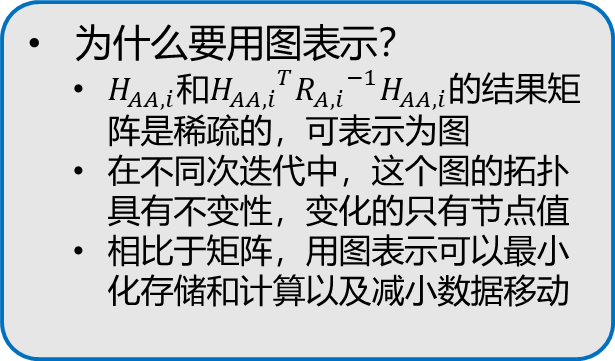 • 为什么要用图表示？
• H_{AA,i}和H_{AA,i}^T R_{A,i}^{-1} H_{AA,i}的结果矩
阵是稀疏的，可表示为图
• 在不同次迭代中，这个图的拓扑
具有不变性，变化的只有节点值
• 相比于矩阵，用图表示可以最小
化存储和计算以及减小数据移动